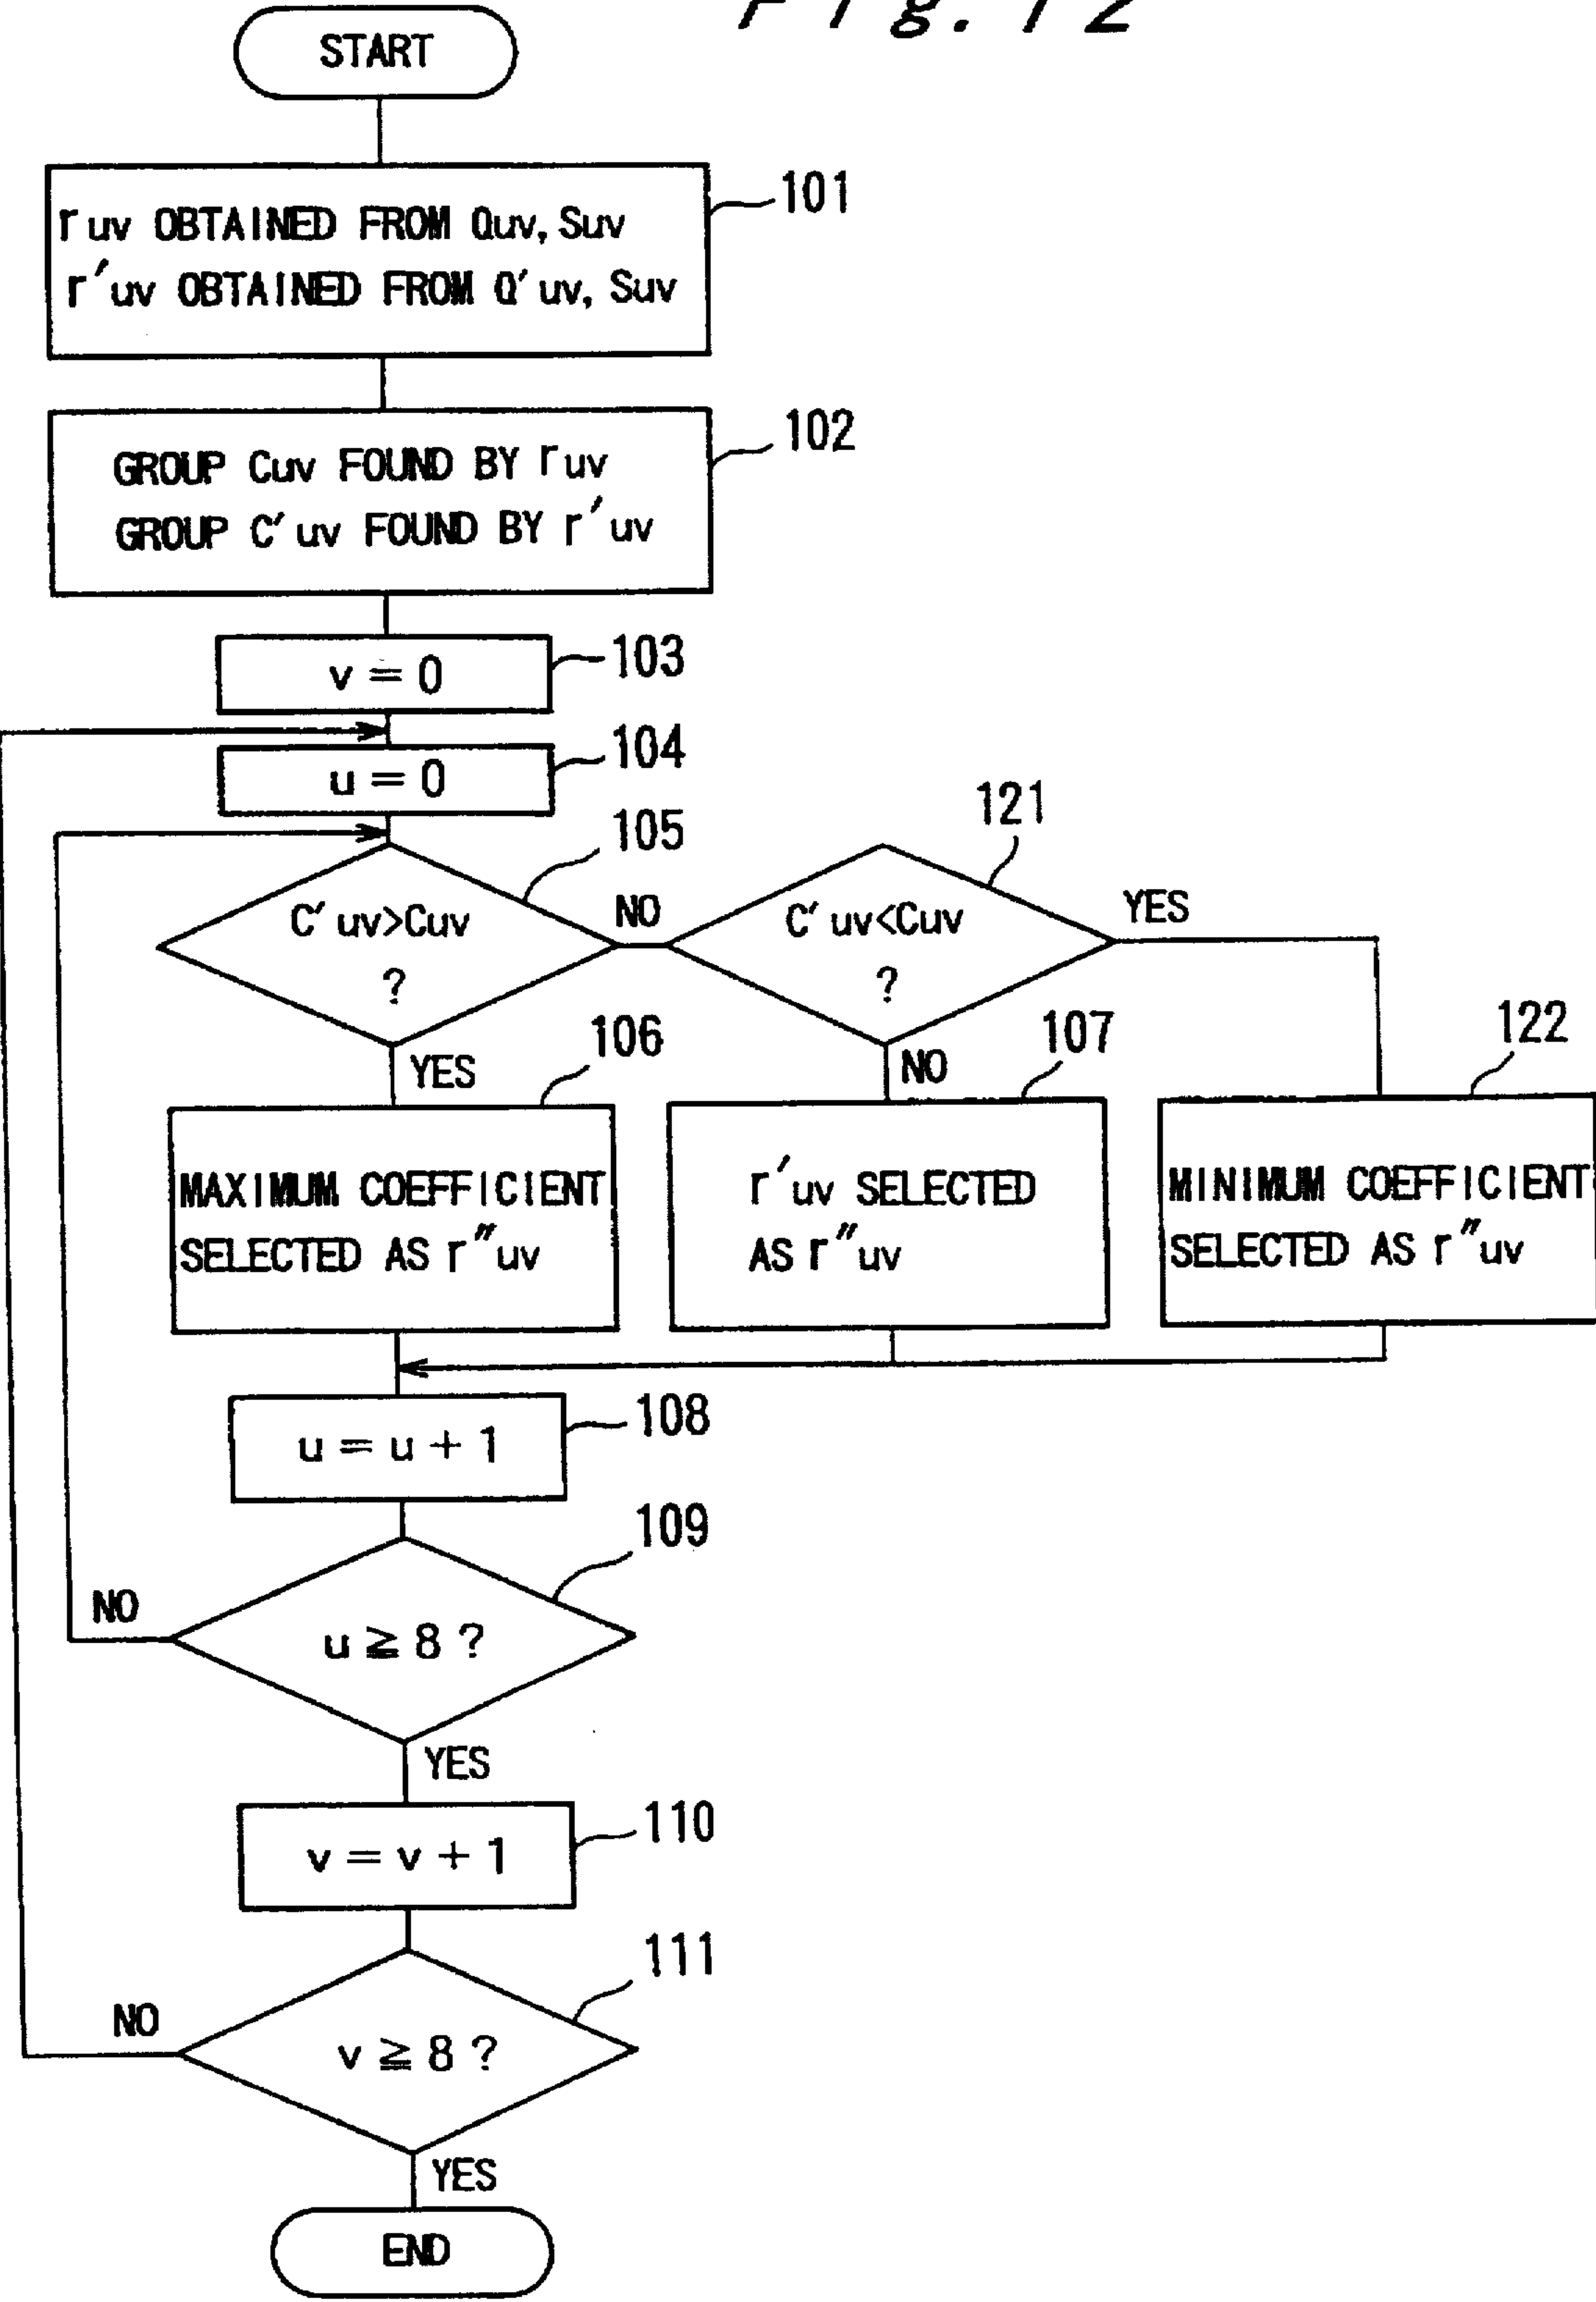 Fig. 12
START
ruv OBTAINED FROM Quv, Suv
r′uv OBTAINED FROM Q′uv, Suv
101
GROUP Cuv FOUND BY ruv
GROUP C′uv FOUND BY r′uv
102
v = 0
103
u = 0
104
C′uv>Cuv
?
105
NO
YES
C′uv<Cuv
?
121
YES
NO
MAXIMUM COEFFICIENT
SELECTED AS r″uv
106
r′uv SELECTED
AS r″uv
107
MINIMUM COEFFICIENT
SELECTED AS r″uv
122
u = u + 1
108
u ≧ 8 ?
109
NO
YES
v = v + 1
110
v ≧ 8 ?
111
NO
YES
END